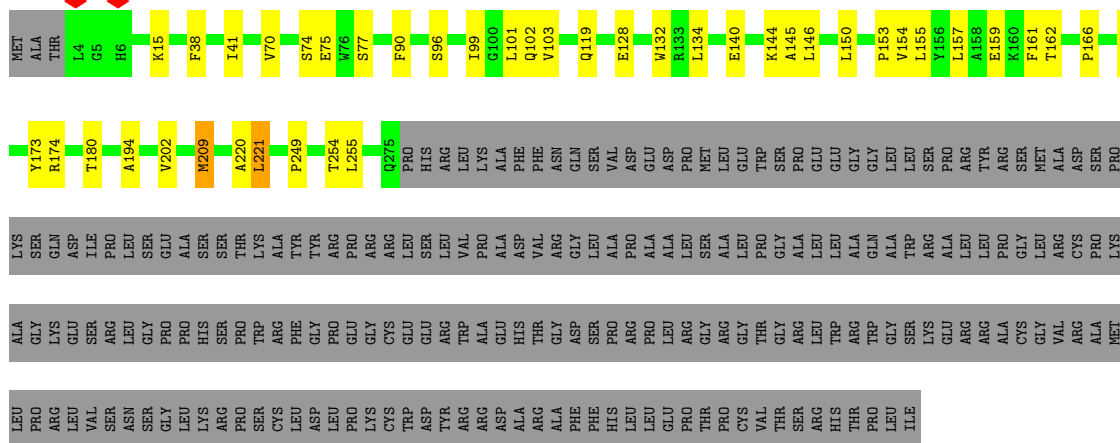 MET ALA THR L4 G5 H6 K15 F38 I41 V70 S74 E75 W76 S77 F90 S96 I99 G100 L101 Q102 V103 Q119 E128 W132 R133 L134 E140 K144 A145 L146 L150 P153 V154 L155 Y156 L157 A158 E159 K160 F161 T162 P166
Y173 R174 T180 A194 V202 M209 A220 L221 P249 T254 L255 Q275 PRO HIS ARG LEU LYS ALA PHE PHE ASN GLN SER VAL ASP GLU ASP PRO MET LEU GLU TRP SER PRO GLU GLU GLY GLY LEU LEU SER PRO ARG TYR ARG SER MET ALA ASP SER PRO
LYS SER GLN ASP ILE PRO LEU SER GLU ALA SER SER THR LYS ALA TYR TYR ARG PRO ARG ARG LEU SER LEU VAL PRO ALA ASP VAL ARG GLY LEU ALA PRO ALA ALA LEU SER ALA LEU PRO GLY ALA LEU LEU ALA GLN ALA TRP ARG ALA LEU LEU PRO GLY LEU ARG CYS PRO LYS
ALA GLY LYS GLU SER ARG LEU GLY PRO PRO HIS SER PRO TRP ARG PHE GLY PRO GLU GLY CYS GLU GLU ARG TRP ALA GLU HIS THR GLY ASP SER PRO ARG PRO LEU ARG GLY ARG GLY THR GLY ARG LEU TRP ARG TRP GLY SER LYS GLU ARG ARG ALA CYS GLY VAL ARG ALA MET
LEU PRO ARG LEU VAL SER ASN SER GLY LEU LYS ARG PRO SER CYS LEU ASP LEU PRO LYS CYS TRP ASP TYR ARG ARG ASP ALA ARG ALA PHE PHE HIS LEU LEU GLU PRO THR PRO CYS VAL THR SER ARG HIS THR PRO LEU ILE